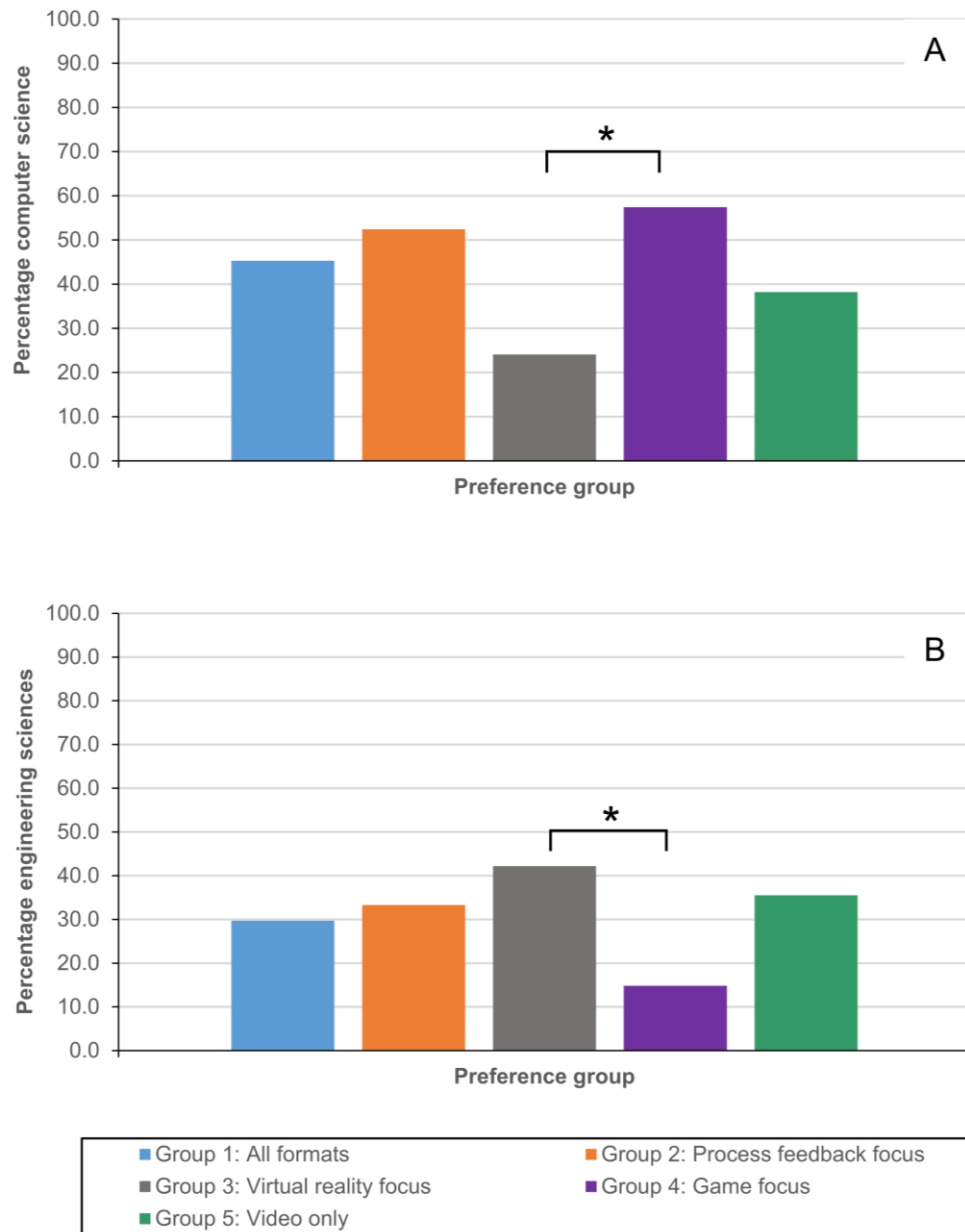 A
Percentage computer science
100.0
90.0
80.0
70.0
60.0
50.0
40.0
30.0
20.0
10.0
0.0
*
Preference group
B
Percentage engineering sciences
100.0
90.0
80.0
70.0
60.0
50.0
40.0
30.0
20.0
10.0
0.0
*
Preference group
Group 1: All formats
Group 2: Process feedback focus
Group 3: Virtual reality focus
Group 4: Game focus
Group 5: Video only